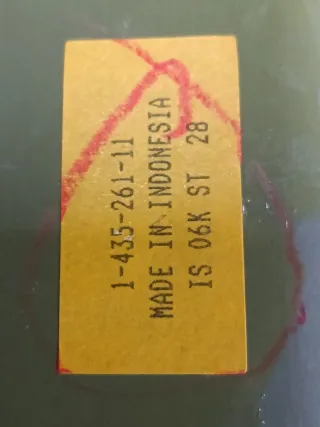 1-435-261-11
MADE IN INDONESIA
IS 06K ST 28